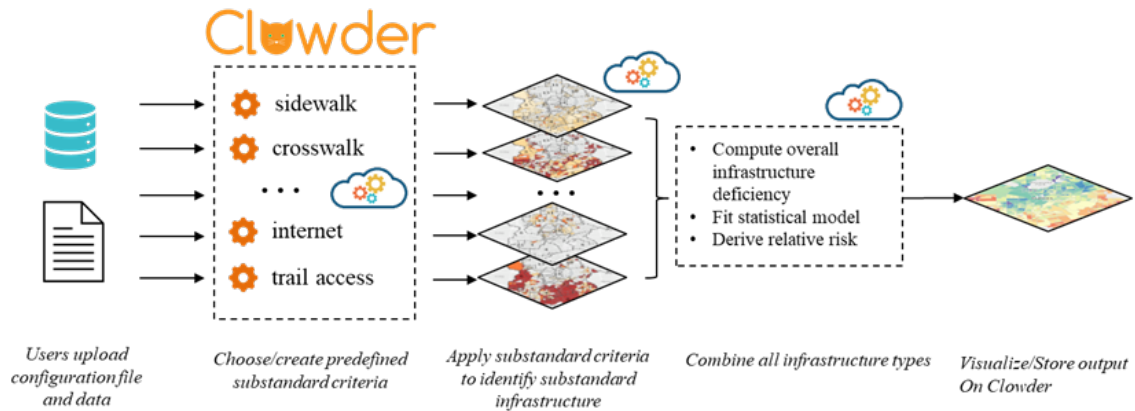 Clowder
sidewalk
crosswalk
• • •
internet
trail access
• • •
• Compute overall
infrastructure
deficiency
• Fit statistical model
• Derive relative risk
Users upload
configuration file
and data
Choose/create predefined
substandard criteria
Apply substandard criteria
to identify substandard
infrastructure
Combine all infrastructure types
Visualize/Store output
On Clowder